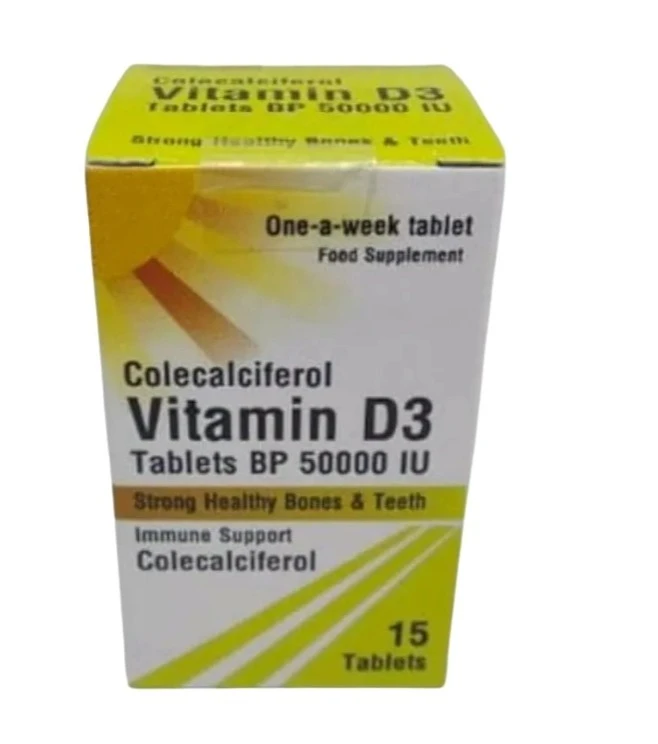 Colecalciferol
Vitamin D3
Tablets BP 50000 IU
Strong Healthy Bones & Teeth
One-a-week tablet
Food Supplement
Colecalciferol
Vitamin D3
Tablets BP 50000 IU
Strong Healthy Bones & Teeth
Immune Support
Colecalciferol
15
Tablets